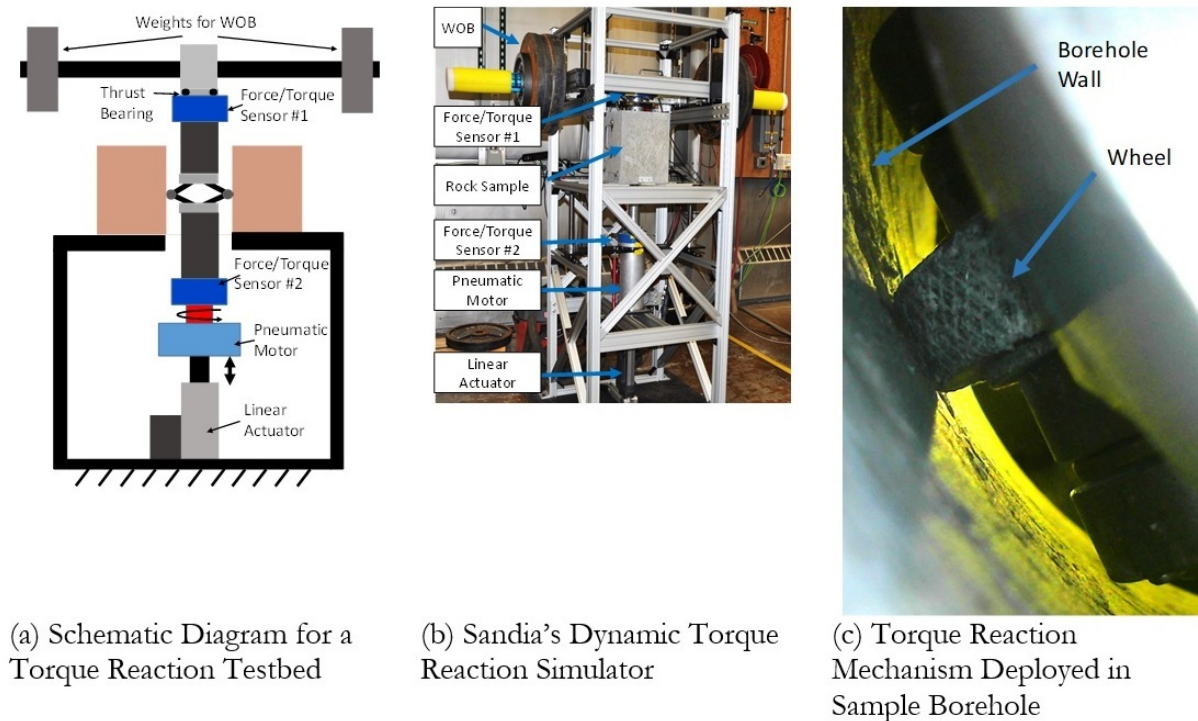 Weights for WOB
Thrust
Bearing
Force/Torque
Sensor #1
Force/Torque
Sensor #2
Pneumatic
Motor
Linear
Actuator
(a) Schematic Diagram for a
Torque Reaction Testbed
WOB
Force/Torque
Sensor #1
Rock Sample
Force/Torque
Sensor #2
Pneumatic
Motor
Linear
Actuator
(b) Sandia’s Dynamic Torque
Reaction Simulator
Borehole
Wall
Wheel
(c) Torque Reaction
Mechanism Deployed in
Sample Borehole